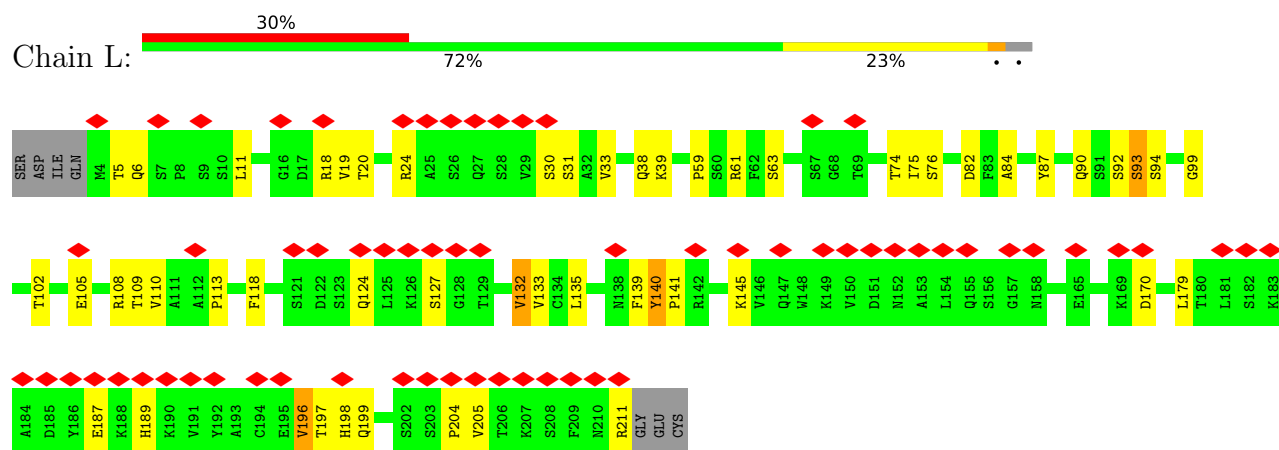 30%
Chain L:
72% 23% • •
SER ASP ILE GLN M4 T5 Q6 S7 P8 S9 S10 L11 G16 D17 R18 V19 T20 R24 A25 S26 Q27 S28 V29 S30 S31 A32 V33 Q38 K39 P59 S60 R61 F62 S63 S67 G68 T69 T74 I75 S76 D82 F83 A84 Y87 Q90 S91 S92 S93 S94 G99
T102 E105 R108 T109 V110 A111 A112 P113 F118 S121 D122 S123 Q124 L125 K126 S127 G128 T129 V132 V133 C134 L135 N138 F139 Y140 P141 R142 K145 V146 Q147 W148 K149 V150 D151 N152 A153 L154 Q155 S156 G157 N158 E165 K169 D170 L179 T180 L181 S182 K183
A184 D185 Y186 E187 K188 H189 K190 V191 Y192 A193 C194 E195 V196 T197 H198 Q199 S202 S203 P204 V205 T206 K207 S208 F209 N210 R211 GLY GLU CYS